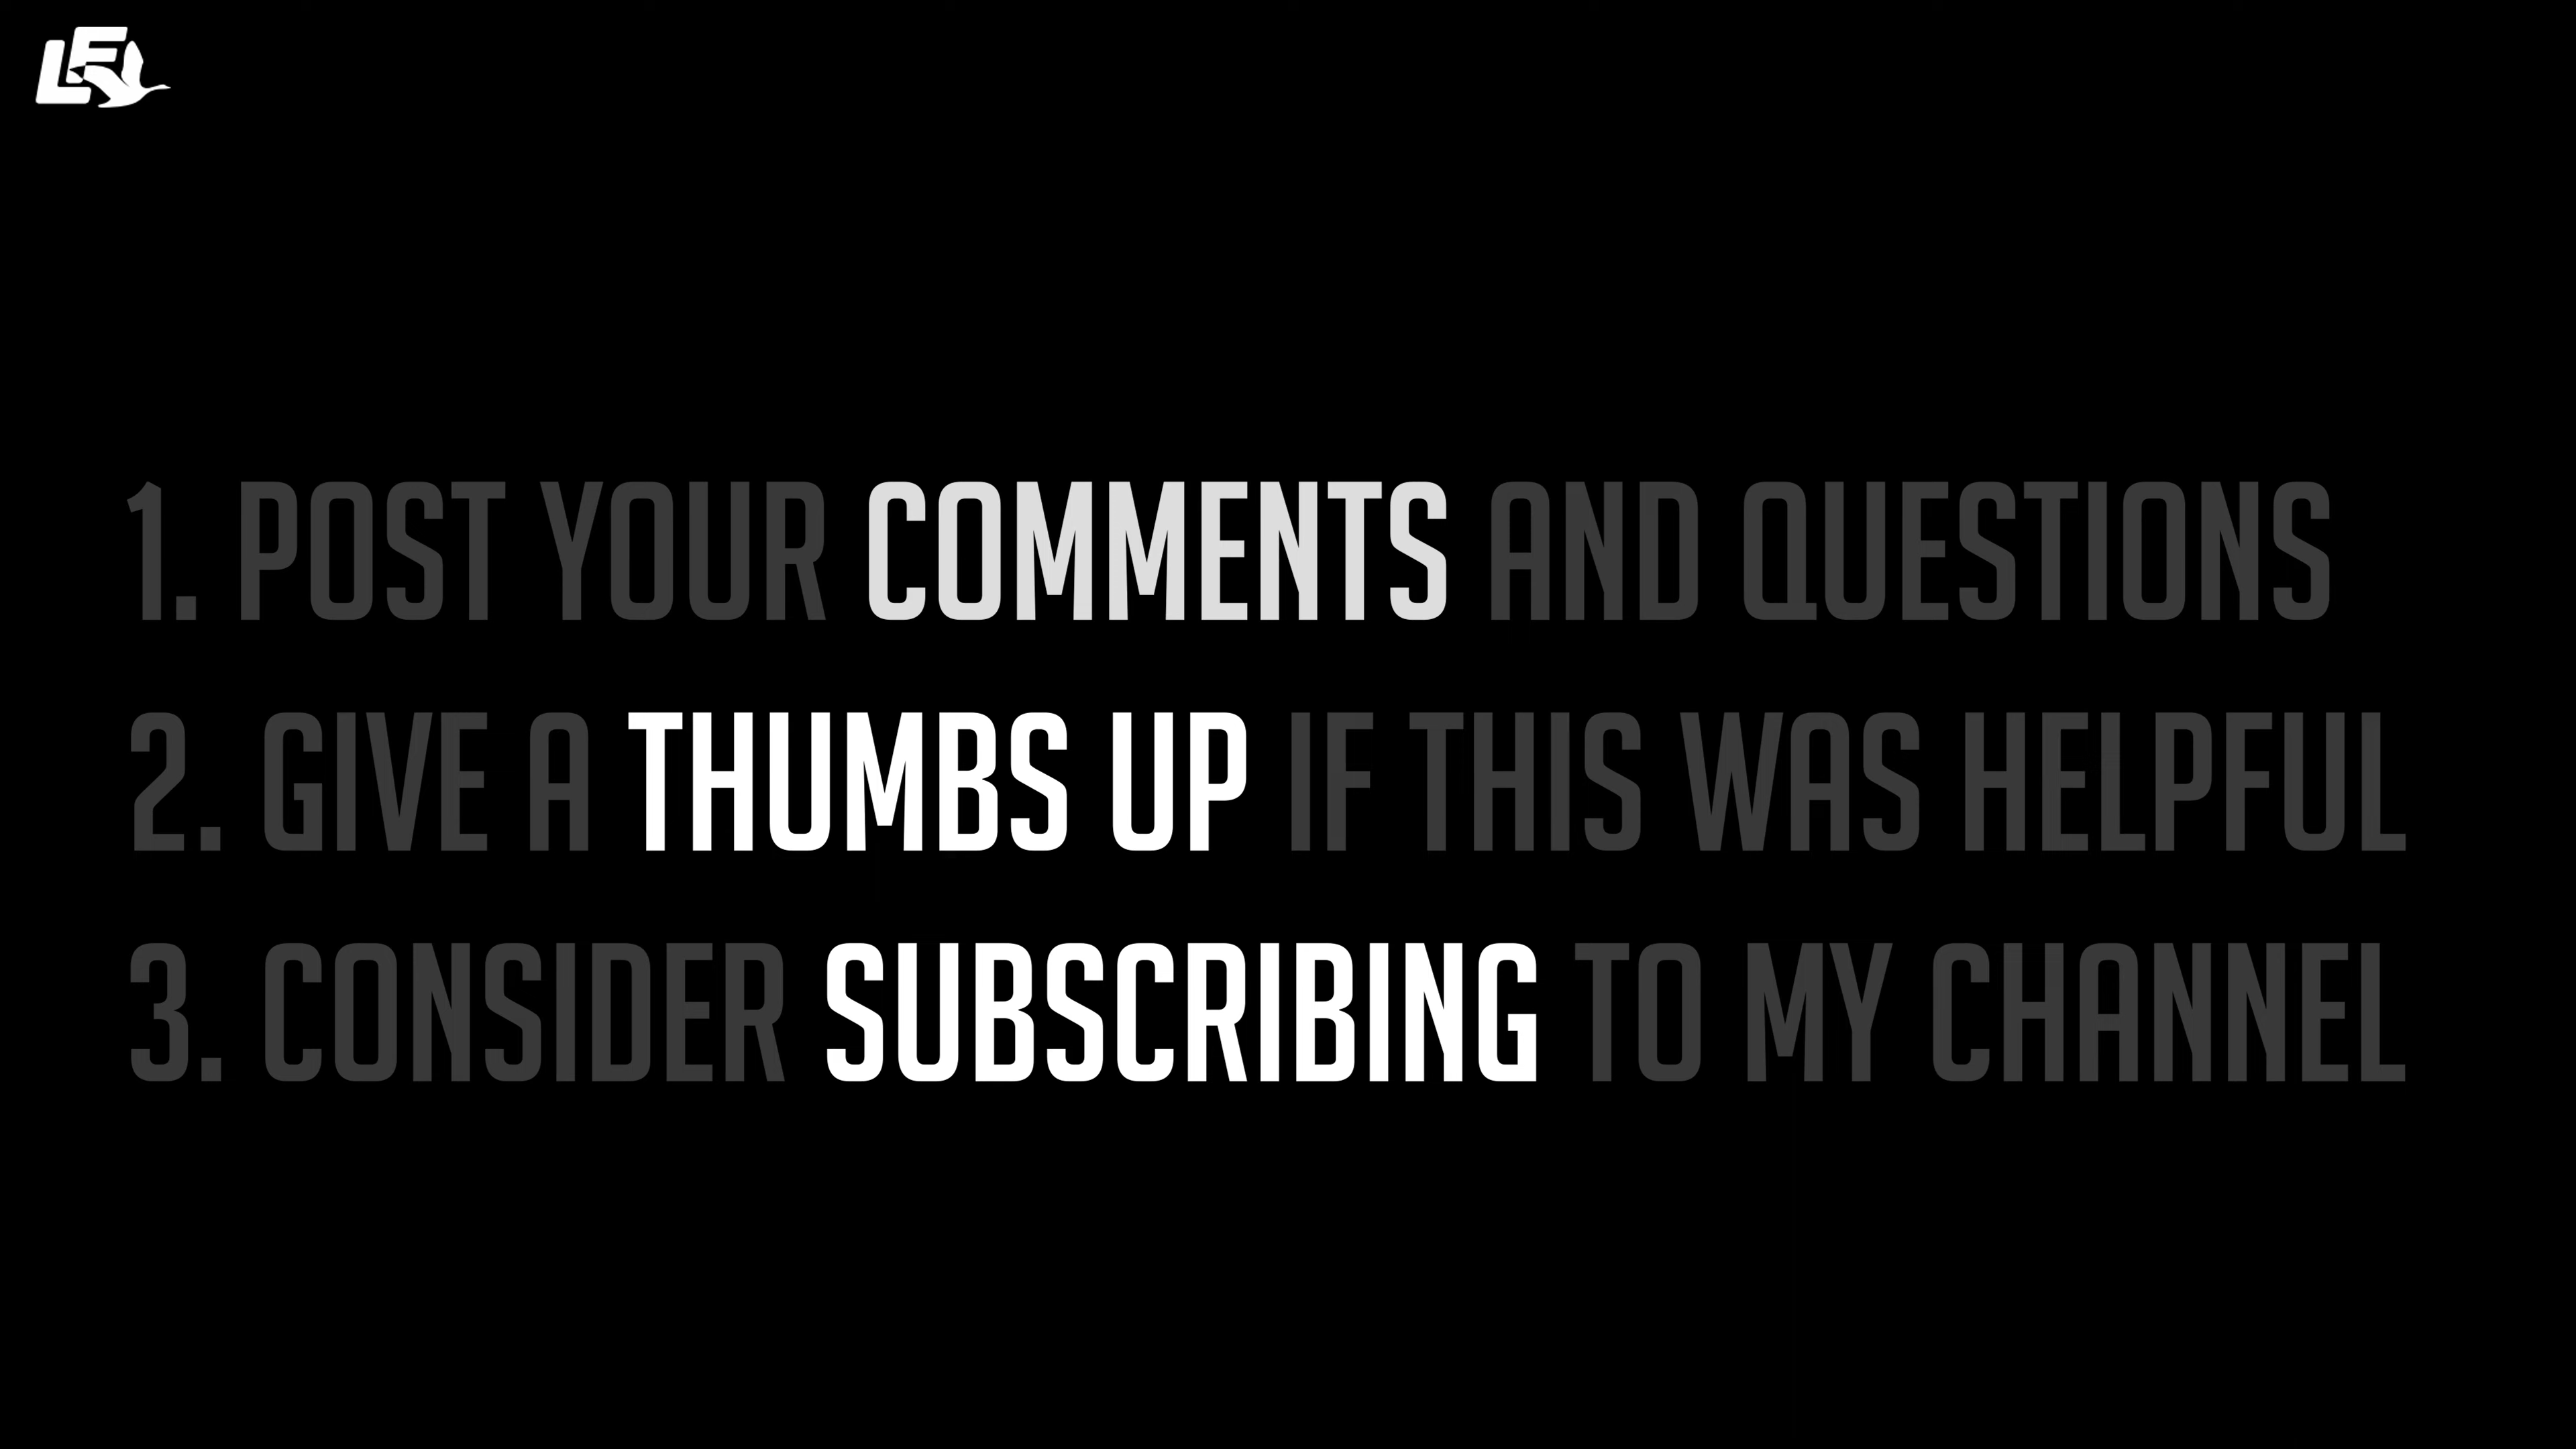 LF
1. POST YOUR COMMENTS AND QUESTIONS
2. GIVE A THUMBS UP IF THIS WAS HELPFUL
3. CONSIDER SUBSCRIBING TO MY CHANNEL